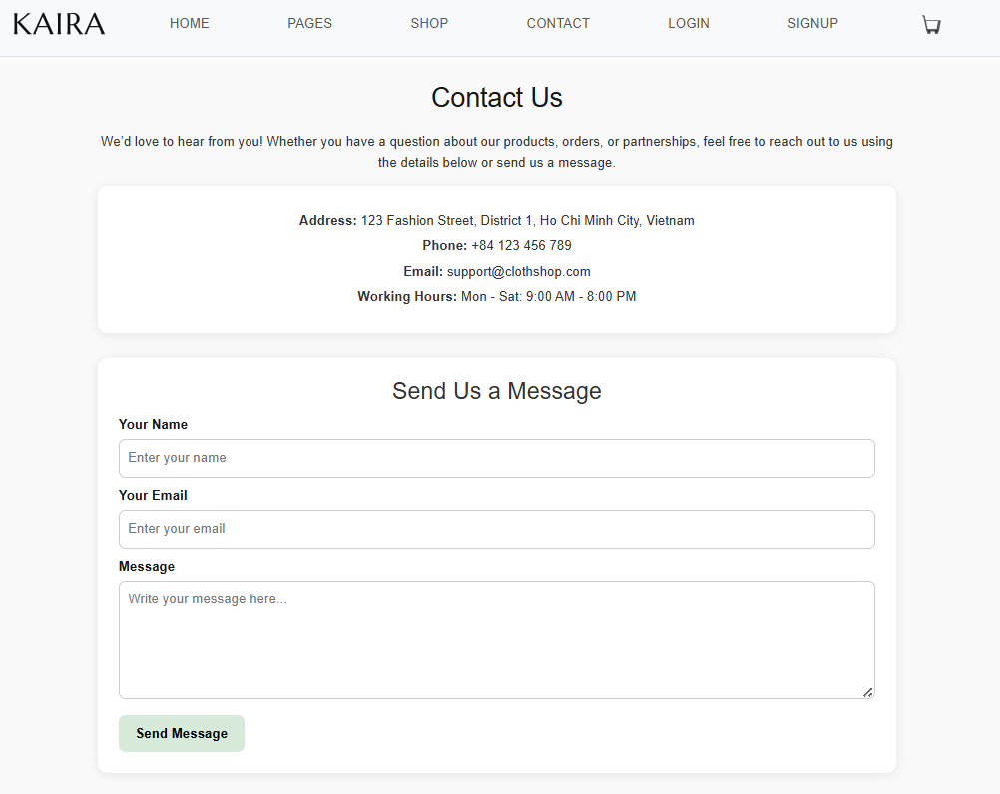 KAIRA HOME PAGES SHOP CONTACT LOGIN SIGNUP
Contact Us
We’d love to hear from you! Whether you have a question about our products, orders, or partnerships, feel free to reach out to us using
the details below or send us a message.
Address: 123 Fashion Street, District 1, Ho Chi Minh City, Vietnam
Phone: +84 123 456 789
Email: support@clothshop.com
Working Hours: Mon - Sat: 9:00 AM - 8:00 PM
Send Us a Message
Your Name
Enter your name
Your Email
Enter your email
Message
Write your message here...
Send Message